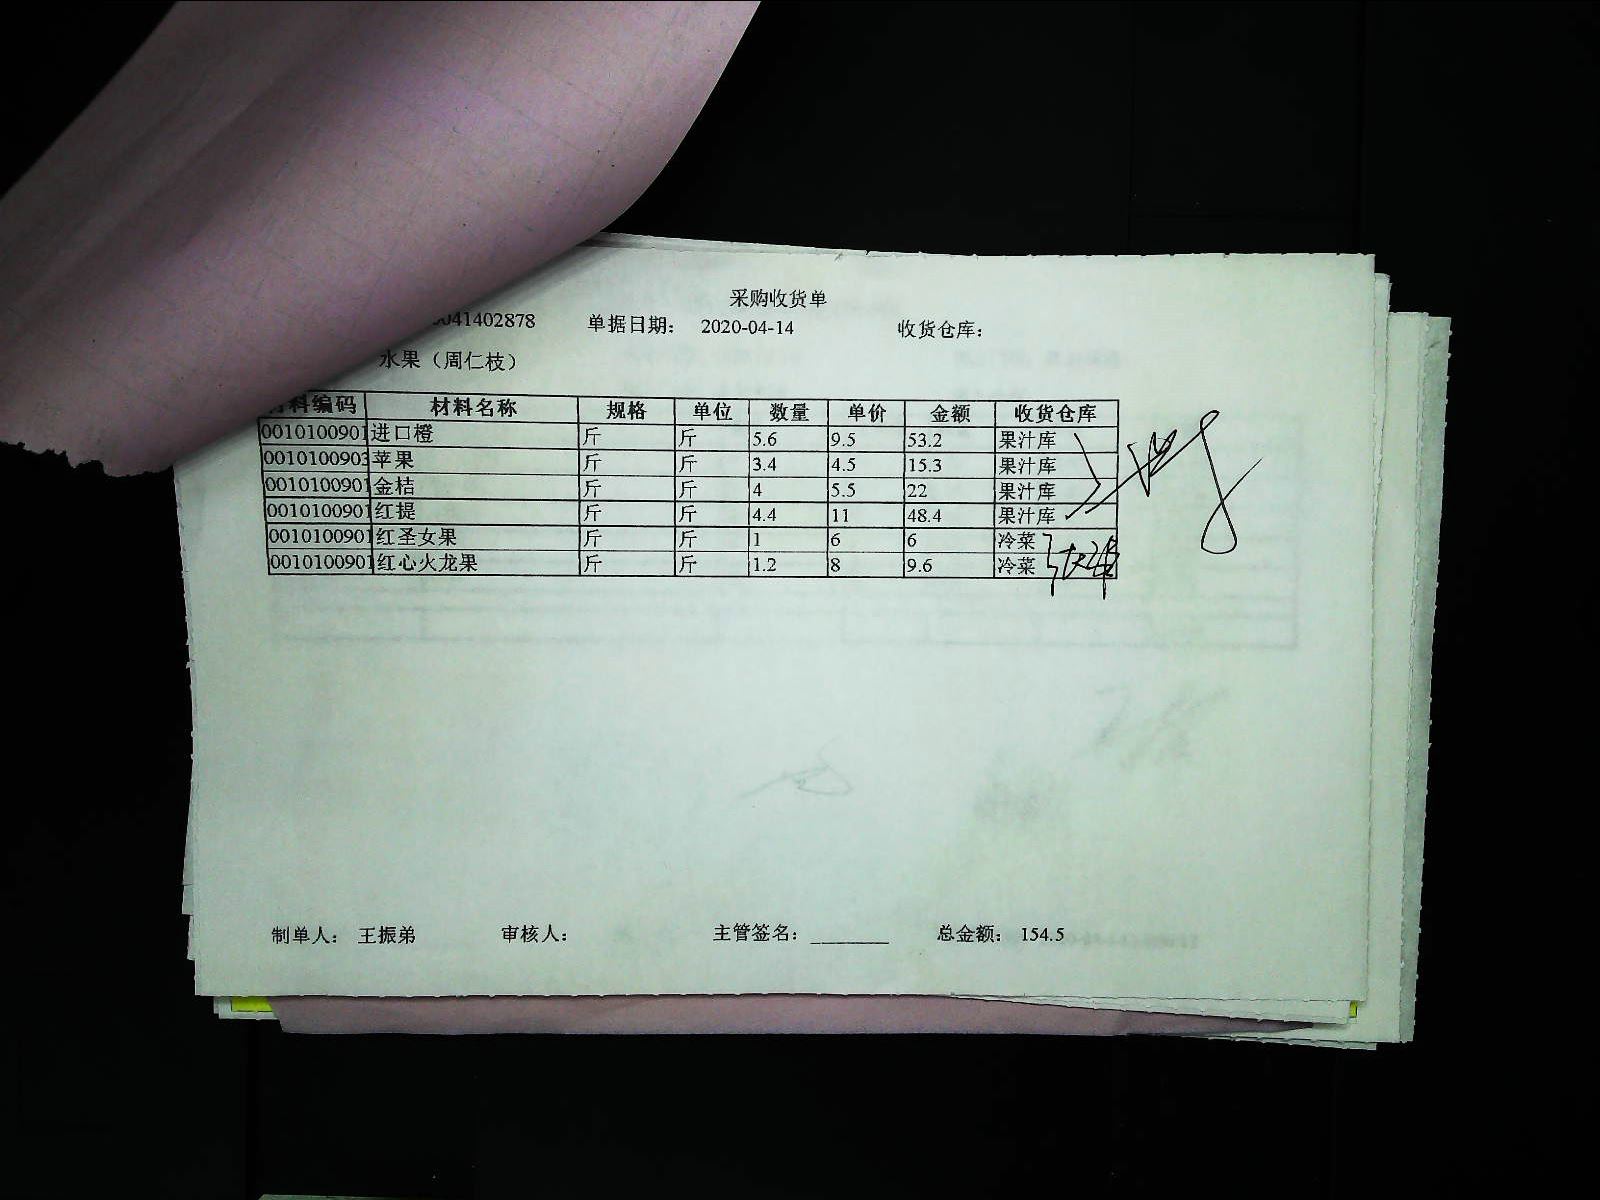 采购收货单
041402878 单据日期： 2020-04-14 收货仓库：
水果（周仁枝）
料编码 材料名称 规格 单位 数量 单价 金额 收货仓库
0010100901 进口橙 斤 斤 5.6 9.5 53.2 果汁库
0010100903 苹果 斤 斤 3.4 4.5 15.3 果汁库
0010100901 金桔 斤 斤 4 5.5 22 果汁库
0010100901 红提 斤 斤 4.4 11 48.4 果汁库
0010100901 红圣女果 斤 斤 1 6 6 冷菜
0010100901 红心火龙果 斤 斤 1.2 8 9.6 冷菜
制单人： 王振弟 审核人： 主管签名：________ 总金额： 154.5